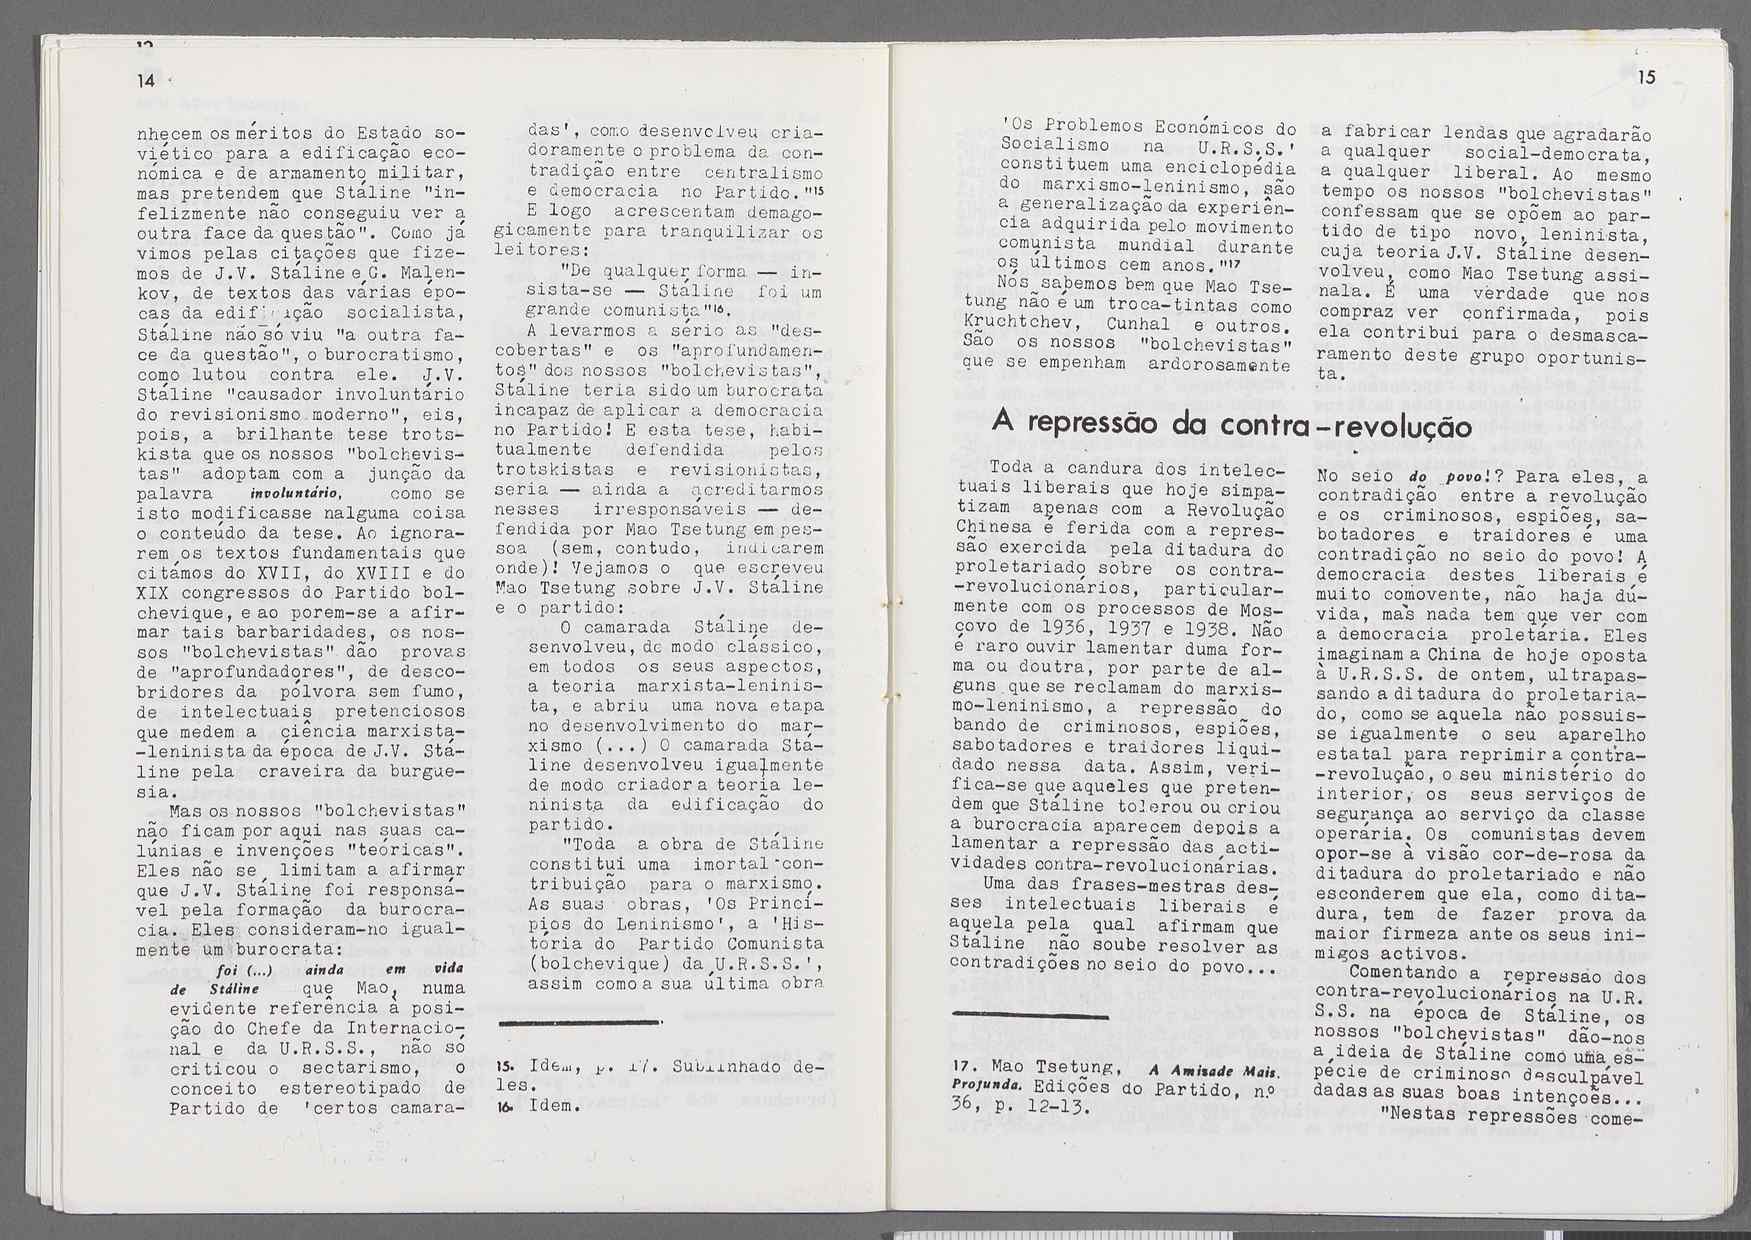 14
nhecem os méritos do Estado so-
viético para a edificação eco-
nómica e de armamento militar,
mas pretendem que Stáline "in-
felizmente não conseguiu ver a
outra face da questão". Como já
vimos pelas citações que fize-
mos de J.V. Stáline e G. Malen-
kov, de textos das várias épo-
cas da edificação socialista,
Stáline não só viu "a outra fa-
ce da questão", o burocratismo,
como lutou contra ele. J.V.
Stáline "causador involuntário
do revisionismo moderno", eis,
pois, a brilhante tese trots-
kista que os nossos "bolchevis-
tas" adoptam com a junção da
palavra involuntário, como se
isto modificasse nalguma coisa
o conteúdo da tese. Ao ignora-
rem os textos fundamentais que
citámos do XVII, do XVIII e do
XIX congressos do Partido bol-
chevique, e ao porem-se a afir-
mar tais barbaridades, os nos-
sos "bolchevistas" dão provas
de "aprofundadores", de desco-
bridores da pólvora sem fumo,
de intelectuais pretenciosos
que medem a ciência marxista-
-leninista da época de J.V. Stá-
line pela craveira da burgue-
sia.
Mas os nossos "bolchevistas"
não ficam por aqui nas suas ca-
lúnias e invenções "teóricas".
Eles não se limitam a afirmar
que J.V. Stáline foi responsá-
vel pela formação da burocra-
cia. Eles consideram-no igual-
mente um burocrata:
foi (...) ainda em vida
de Stáline que Mao, numa
evidente referência à posi-
ção do Chefe da Internacio-
nal e da U.R.S.S., não só
criticou o sectarismo, o
conceito estereotipado de
Partido de 'certos camara-
das', como desenvolveu cria-
doramente o problema da con-
tradição entre centralismo
e democracia no Partido."15
E logo acrescentam demago-
gicamente para tranquilizar os
leitores:
"De qualquer forma — in-
sista-se — Stáline foi um
grande comunista"16.
A levarmos a sério as "des-
cobertas" e os "aprofundamen-
tos" dos nossos "bolchevistas",
Stáline teria sido um burocrata
incapaz de aplicar a democracia
no Partido! E esta tese, habi-
tualmente defendida pelos
trotskistas e revisionistas,
seria — ainda a acreditarmos
nesses irresponsáveis — de-
fendida por Mao Tsetung em pes-
soa (sem, contudo, indicarem
onde)! Vejamos o que escreveu
Mao Tsetung sobre J.V. Stáline
e o partido:
O camarada Stáline de-
senvolveu, de modo clássico,
em todos os seus aspectos,
a teoria marxista-leninis-
ta, e abriu uma nova etapa
no desenvolvimento do mar-
xismo (...) O camarada Stá-
line desenvolveu igualmente
de modo criador a teoria le-
ninista da edificação do
partido.
"Toda a obra de Stáline
constitui uma imortal con-
tribuição para o marxismo.
As suas obras, 'Os Princí-
pios do Leninismo', a 'His-
tória do Partido Comunista
(bolchevique) da U.R.S.S.',
assim como a sua última obra
15. Idem, p. 17. Sublinhado de-
les.
16. Idem.
15
'Os Problemos Económicos do
Socialismo na U.R.S.S.'
constituem uma enciclopédia
do marxismo-leninismo, são
a generalização da experiên-
cia adquirida pelo movimento
comunista mundial durante
os últimos cem anos."17
Nós sabemos bem que Mao Tse-
tung não é um troca-tintas como
Kruchtchev, Cunhal e outros.
São os nossos "bolchevistas"
que se empenham ardorosamente
a fabricar lendas que agradarão
a qualquer social-democrata,
a qualquer liberal. Ao mesmo
tempo os nossos "bolchevistas"
confessam que se opõem ao par-
tido de tipo novo, leninista,
cuja teoria J.V. Stáline desen-
volveu, como Mao Tsetung assi-
nala. É uma verdade que nos
compraz ver confirmada, pois
ela contribui para o desmasca-
ramento deste grupo oportunis-
ta.
A repressão da contra-revolução
Toda a candura dos intelec-
tuais liberais que hoje simpa-
tizam apenas com a Revolução
Chinesa é ferida com a repres-
são exercida pela ditadura do
proletariado sobre os contra-
-revolucionários, particular-
mente com os processos de Mos-
covo de 1936, 1937 e 1938. Não
é raro ouvir lamentar duma for-
ma ou doutra, por parte de al-
guns que se reclamam do marxis-
mo-leninismo, a repressão do
bando de criminosos, espiões,
sabotadores e traidores liqui-
dado nessa data. Assim, veri-
fica-se que aqueles que preten-
dem que Stáline tolerou ou criou
a burocracia aparecem depois a
lamentar a repressão das acti-
vidades contra-revolucionárias.
Uma das frases-mestras des-
ses intelectuais liberais é
aquela pela qual afirmam que
Stáline não soube resolver as
contradições no seio do povo...
17. Mao Tsetung, A Amizade Mais
Profunda. Edições do Partido, n.º
36, p. 12-13.
No seio do povo!? Para eles, a
contradição entre a revolução
e os criminosos, espiões, sa-
botadores e traidores é uma
contradição no seio do povo! A
democracia destes liberais é
muito comovente, não haja dú-
vida, mas nada tem que ver com
a democracia proletária. Eles
imaginam a China de hoje oposta
à U.R.S.S. de ontem, ultrapas-
sando a ditadura do proletaria-
do, como se aquela não possuis-
se igualmente o seu aparelho
estatal para reprimir a contra-
-revolução, o seu ministério do
interior, os seus serviços de
segurança ao serviço da classe
operária. Os comunistas devem
opor-se à visão cor-de-rosa da
ditadura do proletariado e não
esconderem que ela, como dita-
dura, tem de fazer prova da
maior firmeza ante os seus ini-
migos activos.
Comentando a repressão dos
contra-revolucionários na U.R.
S.S. na época de Stáline, os
nossos "bolchevistas" dão-nos
a ideia de Stáline como uma es-
pécie de criminoso desculpável
dadas as suas boas intenções...
"Nestas repressões come-